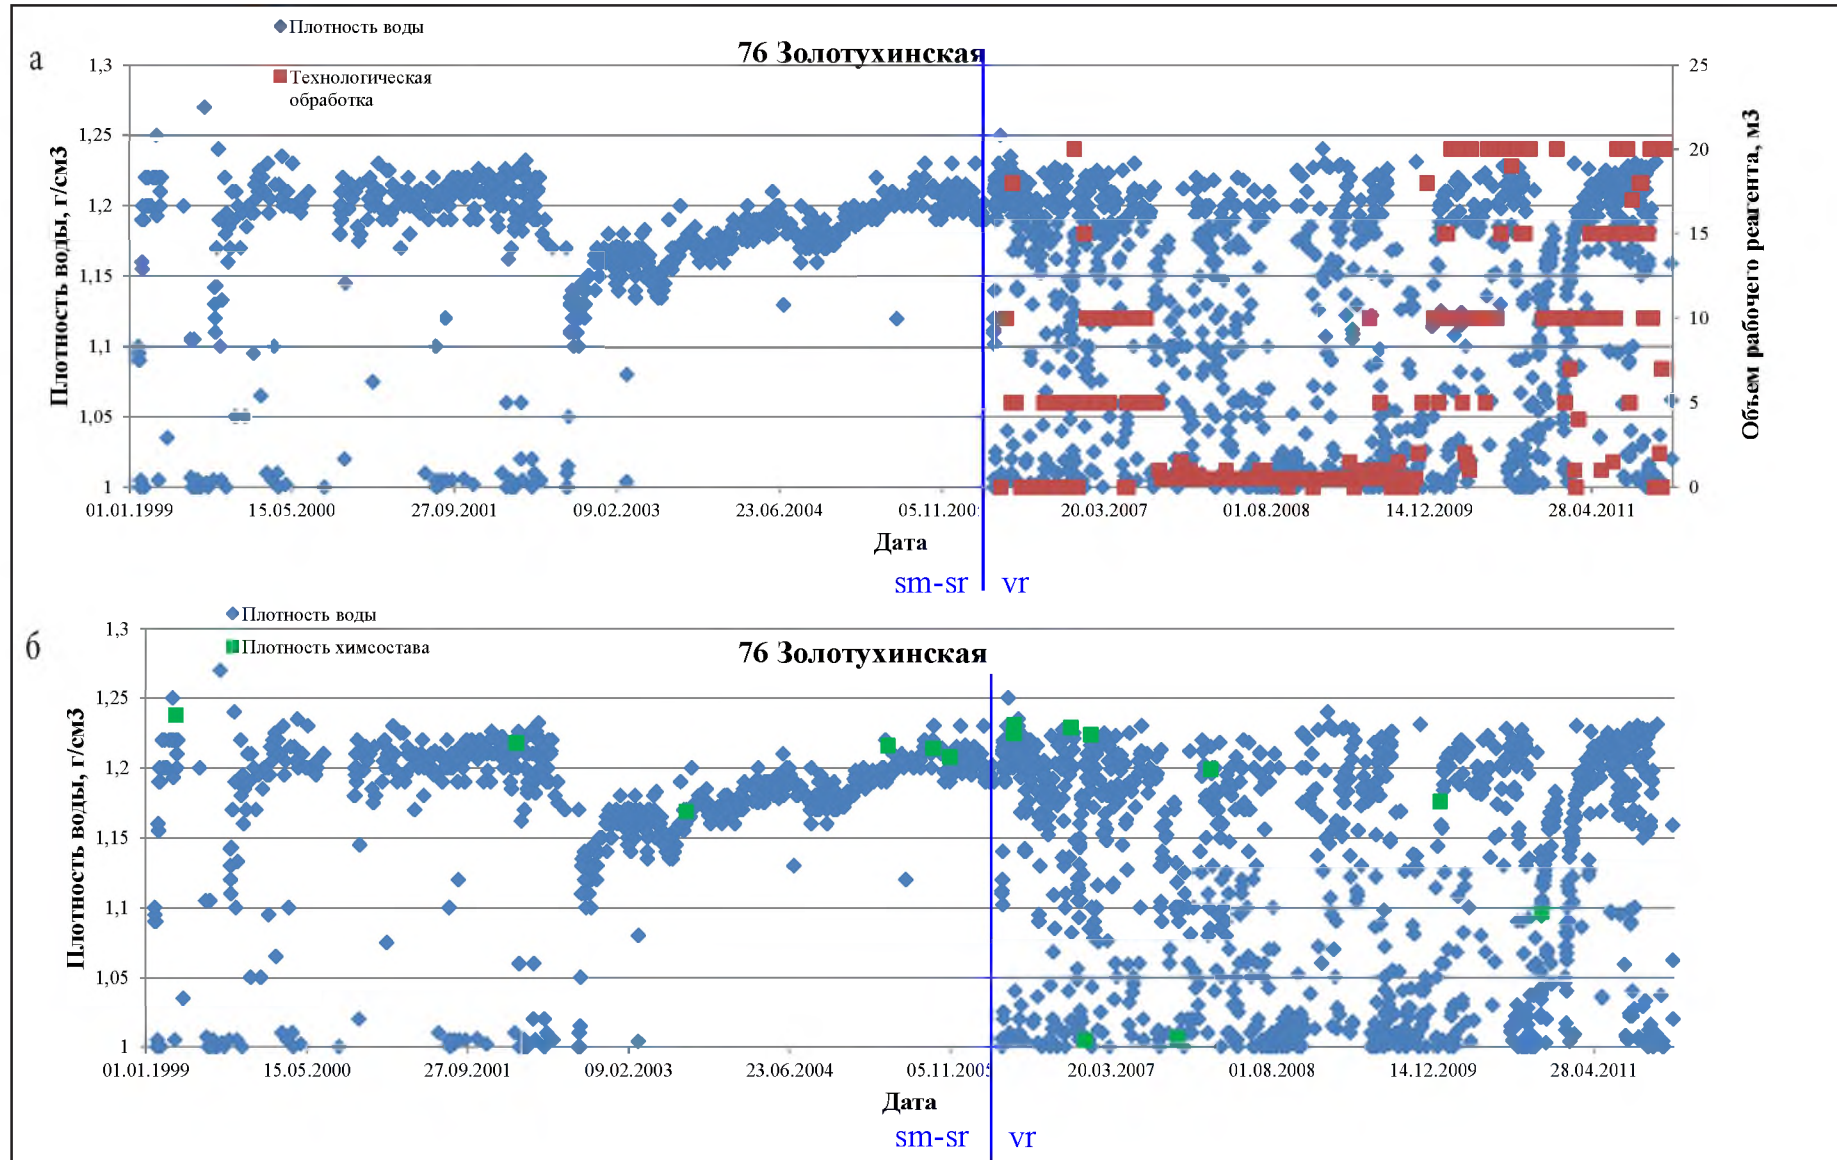 а
Плотность воды
76 Золотухинская
Технологическая
обработка
1,3
1,25
1,2
1,15
1,1
1,05
1
25
20
15
10
5
0
Плотность воды, г/см3
Объем рабочего реагента, м3
01.01.1999
15.05.2000
27.09.2001
09.02.2003
23.06.2004
05.11.2005
20.03.2007
01.08.2008
14.12.2009
28.04.2011
Дата
sm-sr
vr
б
Плотность воды
Плотность химсостава
76 Золотухинская
1,3
1,25
1,2
1,15
1,1
1,05
1
Плотность воды, г/см3
01.01.1999
15.05.2000
27.09.2001
09.02.2003
23.06.2004
05.11.2005
20.03.2007
01.08.2008
14.12.2009
28.04.2011
Дата
sm-sr
vr